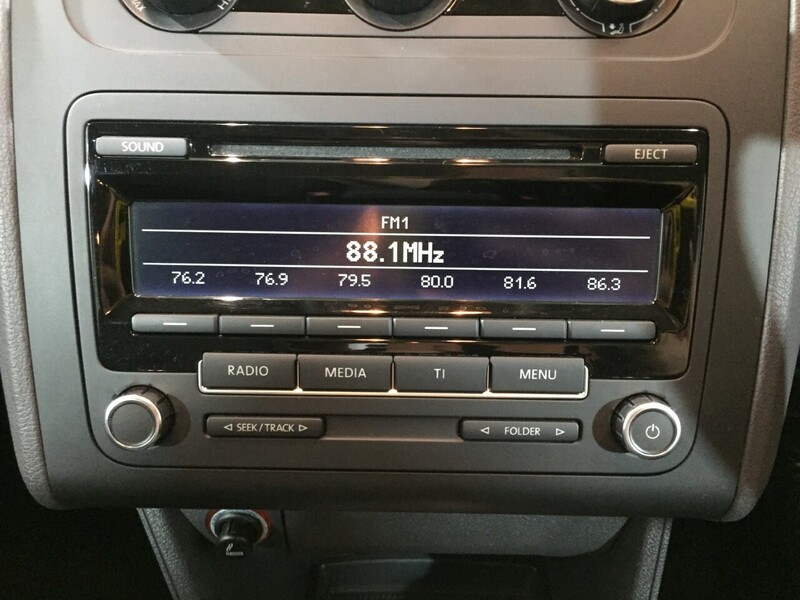 SOUND
EJECT
FM1
88.1MHz
76.2 76.9 79.5 80.0 81.6 86.3
RADIO MEDIA TI MENU
SEEK/TRACK
FOLDER